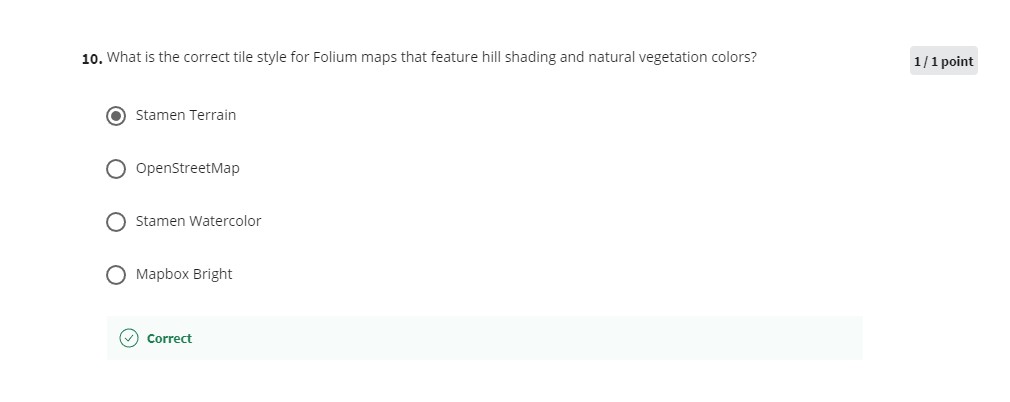 10. What is the correct tile style for Folium maps that feature hill shading and natural vegetation colors?
1 / 1 point
Stamen Terrain
OpenStreetMap
Stamen Watercolor
Mapbox Bright
Correct